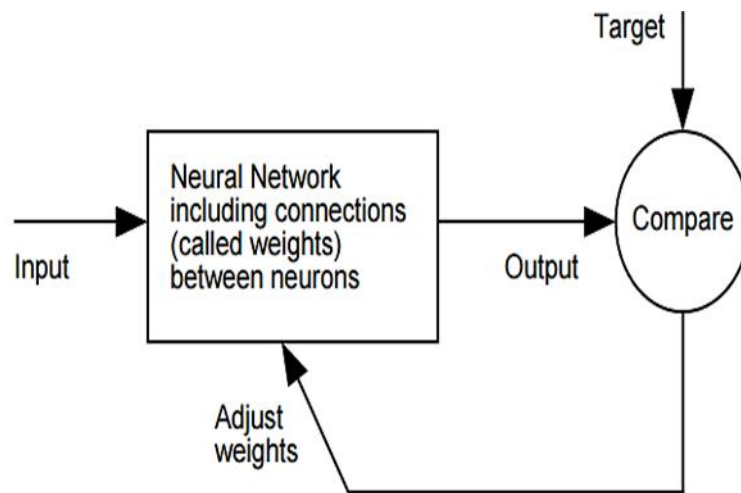 Target
Neural Network
including connections
(called weights)
between neurons
Compare
Input
Output
Adjust
weights